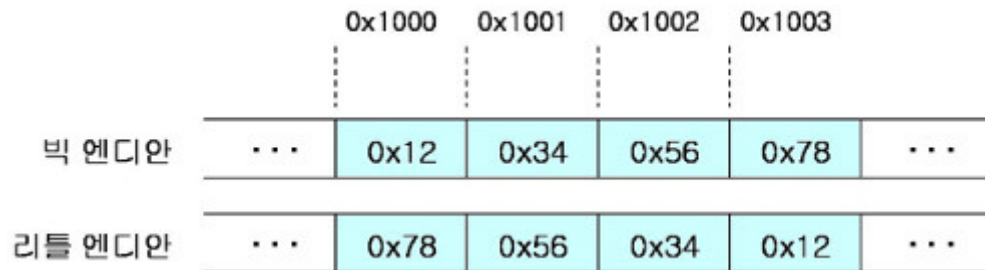 0x1000 0x1001 0x1002 0x1003
빅 엔디안 ··· 0x12 0x34 0x56 0x78 ···
리틀 엔디안 ··· 0x78 0x56 0x34 0x12 ···